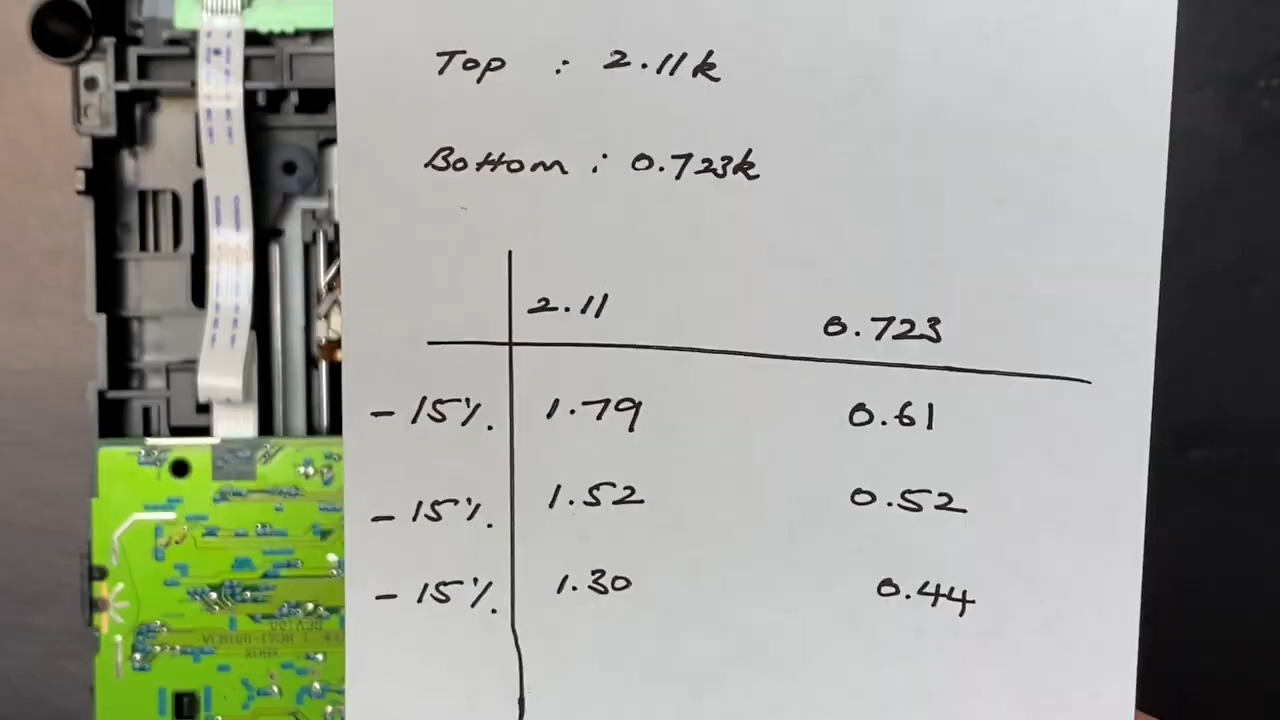 Top : 2.11k
Bottom : 0.723k
2.11 0.723
-15%. 1.79 0.61
-15%. 1.52 0.52
-15%. 1.30 0.44